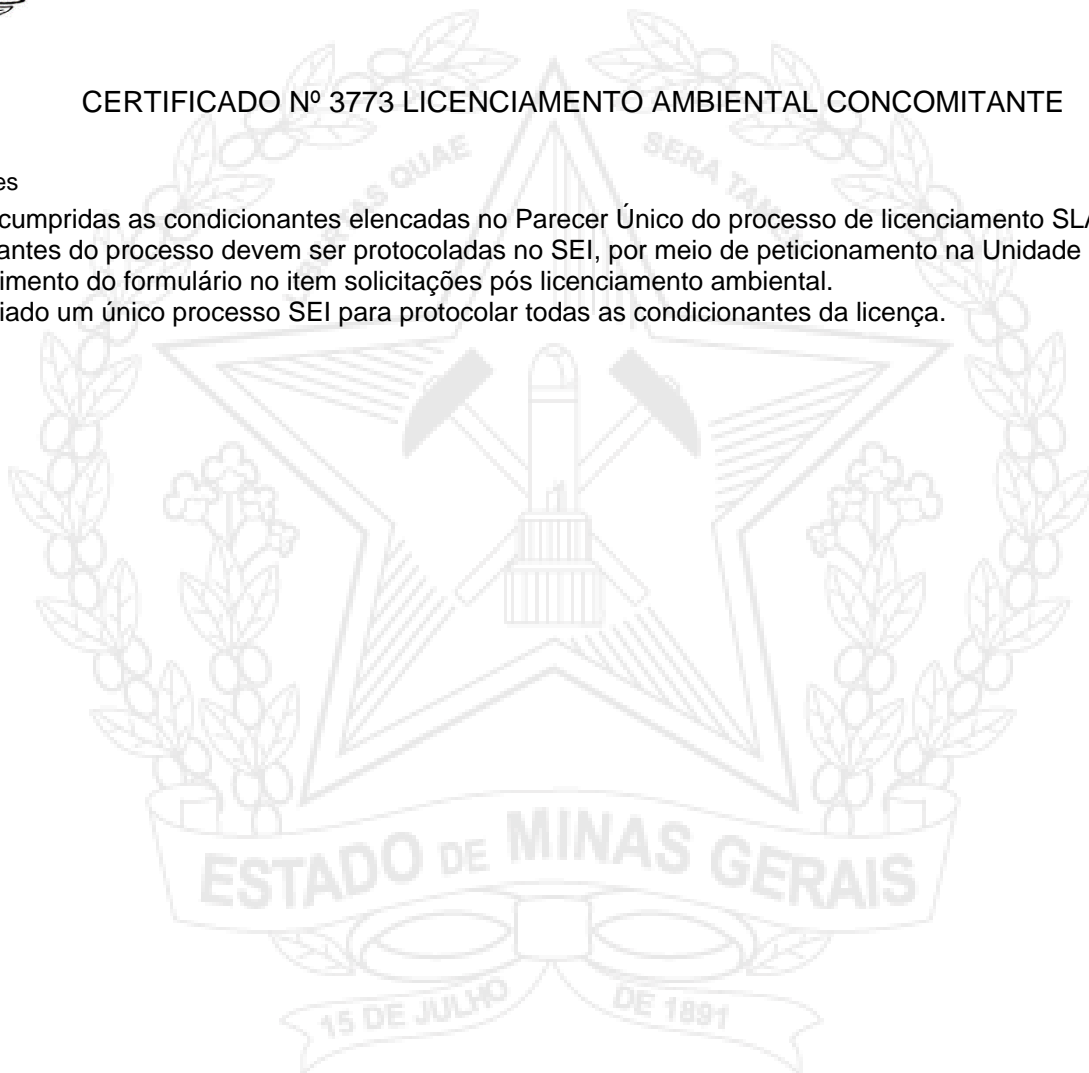 CERTIFICADO Nº 3773 LICENCIAMENTO AMBIENTAL CONCOMITANTE
es
cumpridas as condicionantes elencadas no Parecer Único do processo de licenciamento SLA
antes do processo devem ser protocoladas no SEI, por meio de peticionamento na Unidade
imento do formulário no item solicitações pós licenciamento ambiental.
iado um único processo SEI para protocolar todas as condicionantes da licença.
QUAE
SERA
ESTADO DE MINAS GERAIS
15 DE JULHO DE 1891